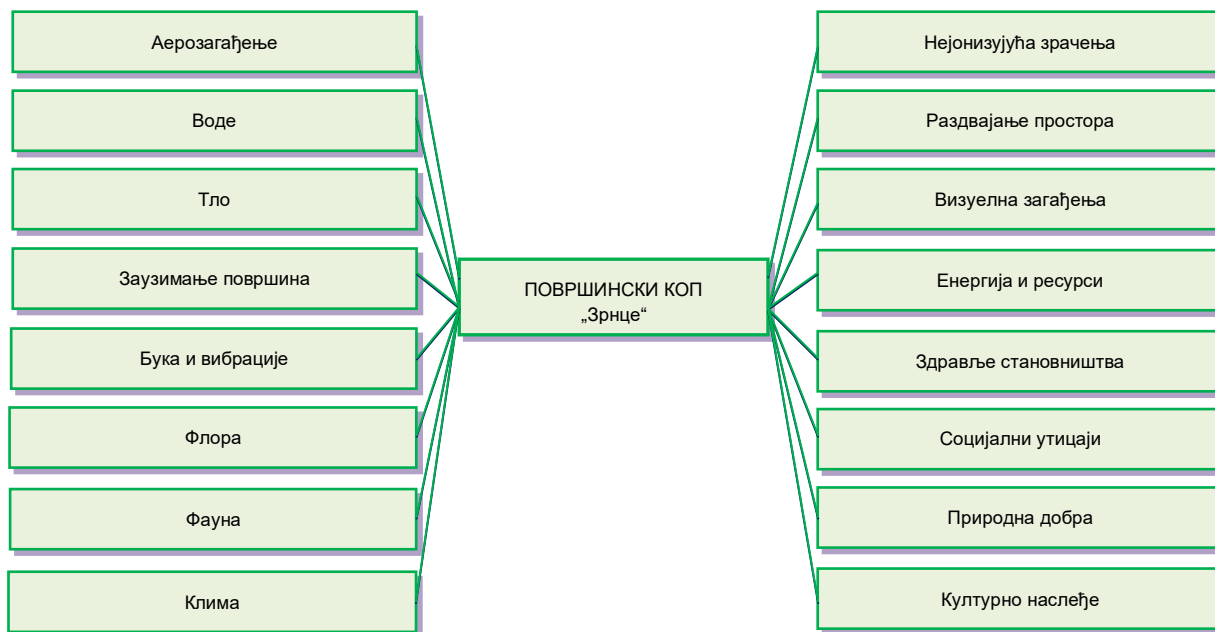 Аерозагађење
Воде
Тло
Заузимање површина
Бука и вибрације
Флора
Фауна
Клима
ПОВРШИНСКИ КОП
„Зрнце“
Нејонизујућа зрачења
Раздвајање простора
Визуелна загађења
Енергија и ресурси
Здравље становништва
Социјални утицаји
Природна добра
Културно наслеђе